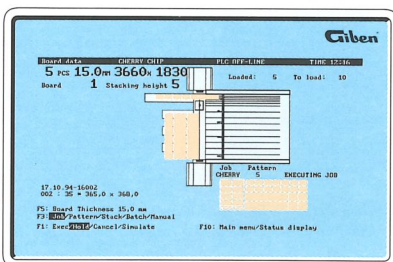 Giben
Board data CHERRY CHIP PLC OFF-LINE TIME 12:16
5 PCS 15.0mm 3660x 1830
Loaded: 5 To load: 10
Board 1 Stacking height 5
Job Pattern
CHERRY 5 EXECUTING JOB
17.10.94-16002
002 : 35 * 365,0 x 360,0
F5: Board Thickness 15,0 mm
F3: Job/Pattern/Stock/Batch/Manual
F1: Exec/Hold/Cancel/Simulate F10: Main menu/Status display